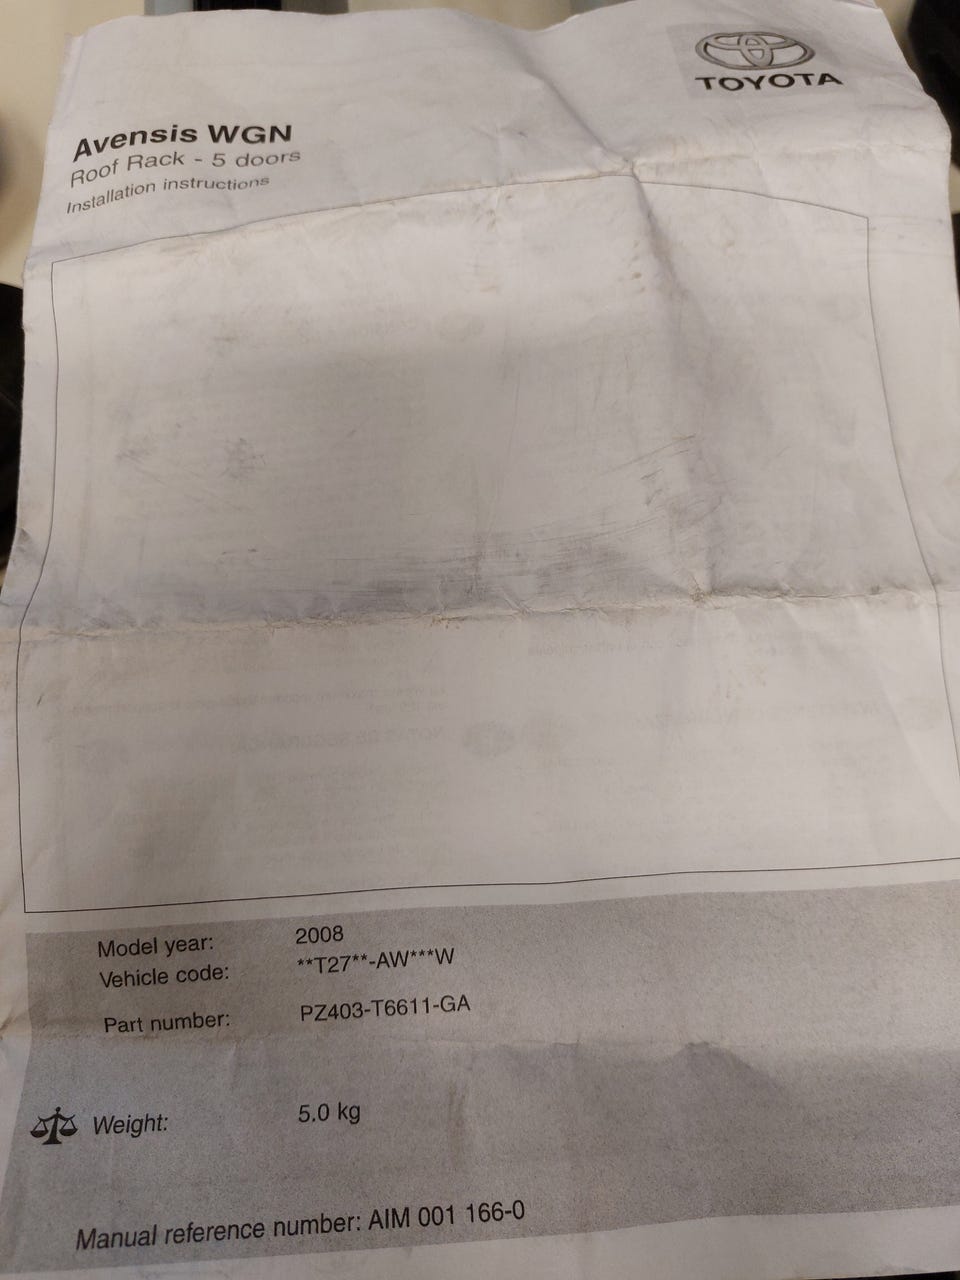 TOYOTA
Avensis WGN
Roof Rack - 5 doors
Installation instructions
Model year: 2008
Vehicle code: **T27**-AW***W
Part number: PZ403-T6611-GA
Weight: 5.0 kg
Manual reference number: AIM 001 166-0